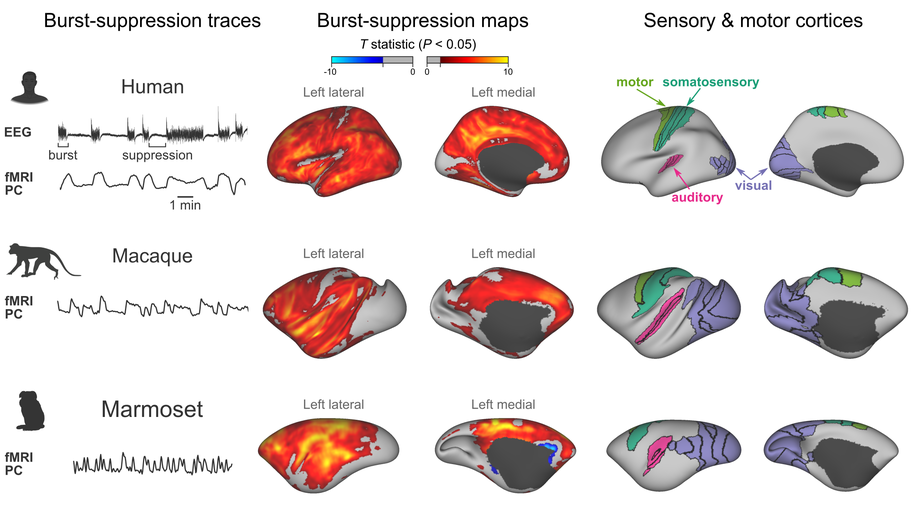 Burst-suppression traces
Burst-suppression maps
Sensory & motor cortices
T statistic (P < 0.05)
-10 0 0 10
Human
Left lateral
Left medial
motor somatosensory
EEG
burst
suppression
fMRI
PC
1 min
auditory
visual
Macaque
Left lateral
Left medial
fMRI
PC
Marmoset
Left lateral
Left medial
fMRI
PC